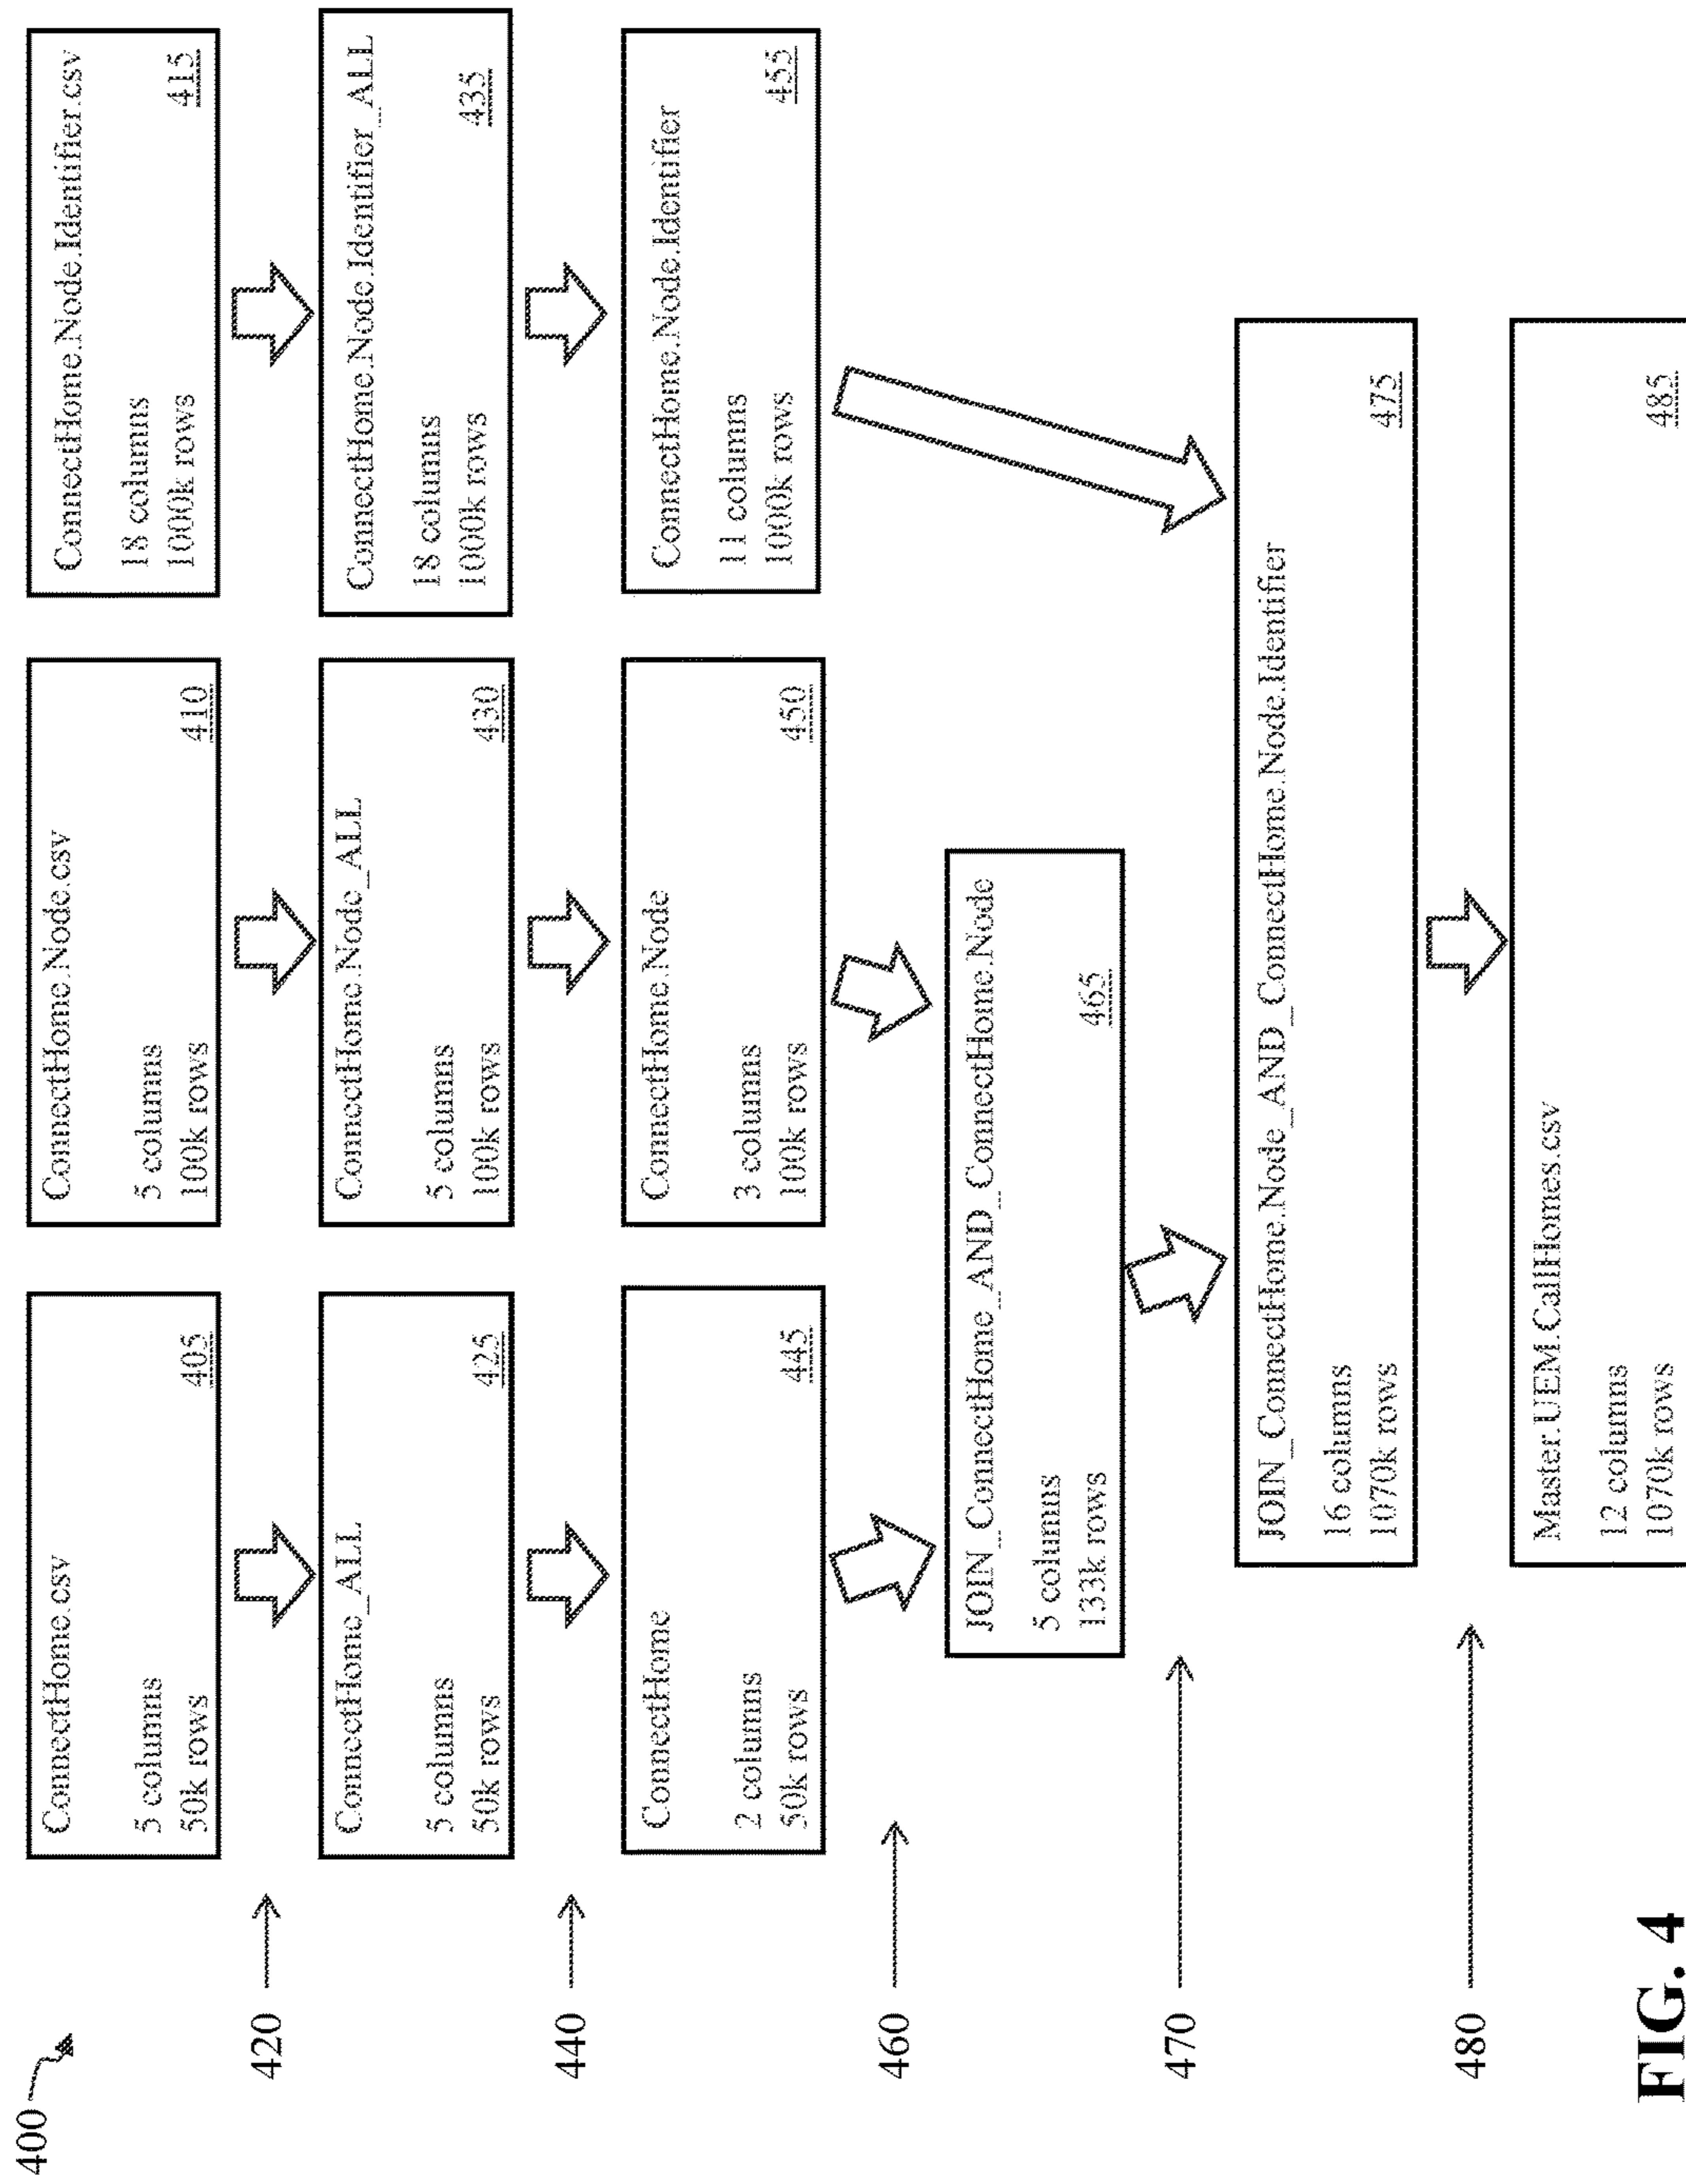 400
ConnectHome.csv
5 columns
50k rows
405
ConnectHome.Node.csv
5 columns
100k rows
410
ConnectHome.Node.Identifier.csv
18 columns
1000k rows
415
420
ConnectHome_ALL
5 columns
50k rows
425
ConnectHome.Node_ALL
5 columns
100k rows
430
ConnectHome.Node.Identifier_ALL
18 columns
1000k rows
435
440
ConnectHome
2 columns
50k rows
445
ConnectHome.Node
3 columns
100k rows
450
ConnectHome.Node.Identifier
11 columns
1000k rows
455
460
JOIN_ConnectHome_AND_ConnectHome.Node
5 columns
133k rows
465
470
JOIN_ConnectHome.Node_AND_ConnectHome.Node.Identifier
16 columns
1070k rows
475
480
Master.UEM.CallHomes.csv
12 columns
1070k rows
485
FIG. 4